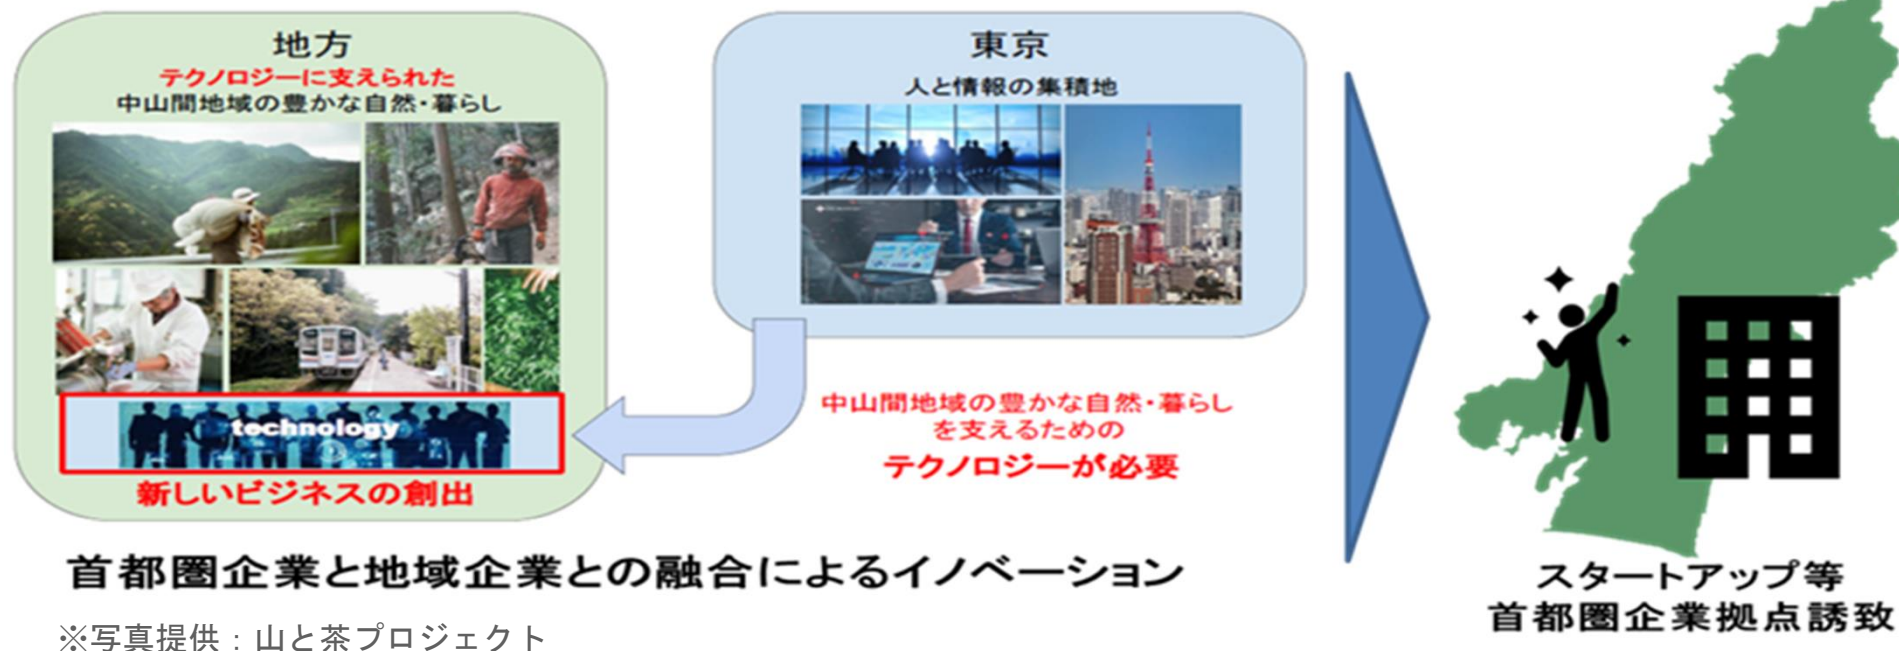 地方
テクノロジーに支えられた
中山間地域の豊かな自然・暮らし
technology
新しいビジネスの創出
東京
人と情報の集積地
中山間地域の豊かな自然・暮らし
を支えるための
テクノロジーが必要
首都圏企業と地域企業との融合によるイノベーション
※写真提供：山と茶プロジェクト
スタートアップ等
首都圏企業拠点誘致